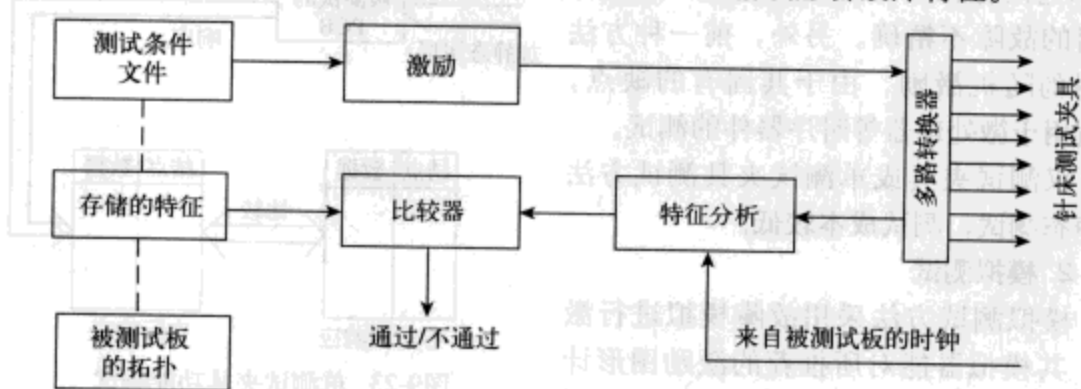 测试条件
文件
激励
多路转换器
针床测试夹具
存储的特征
比较器
特征分析
被测试板
的拓扑
通过/不通过
来自被测试板的时钟